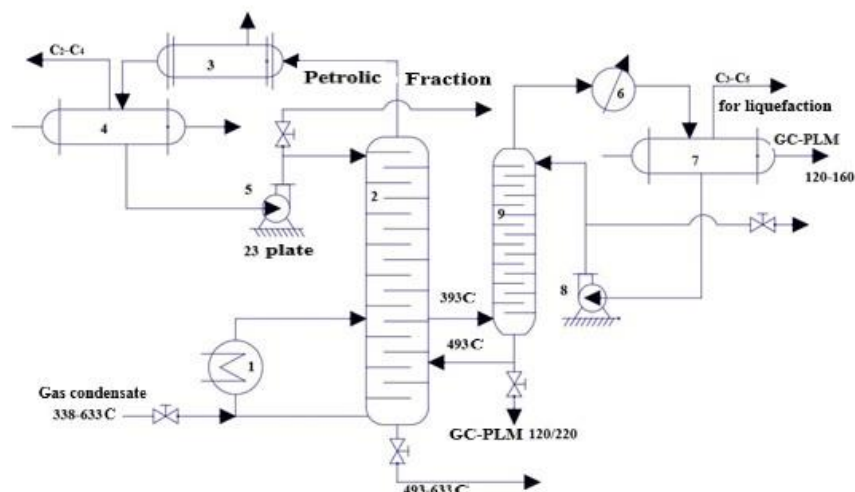 C₂-C₄
3
Petrolic Fraction
6
C₃-C₅
for liquefaction
4
GC-PLM
7
120-160
5
2
9
23 plate
393C
8
493C
1
Gas condensate
338-633C
GC-PLM 120/220
493-633C